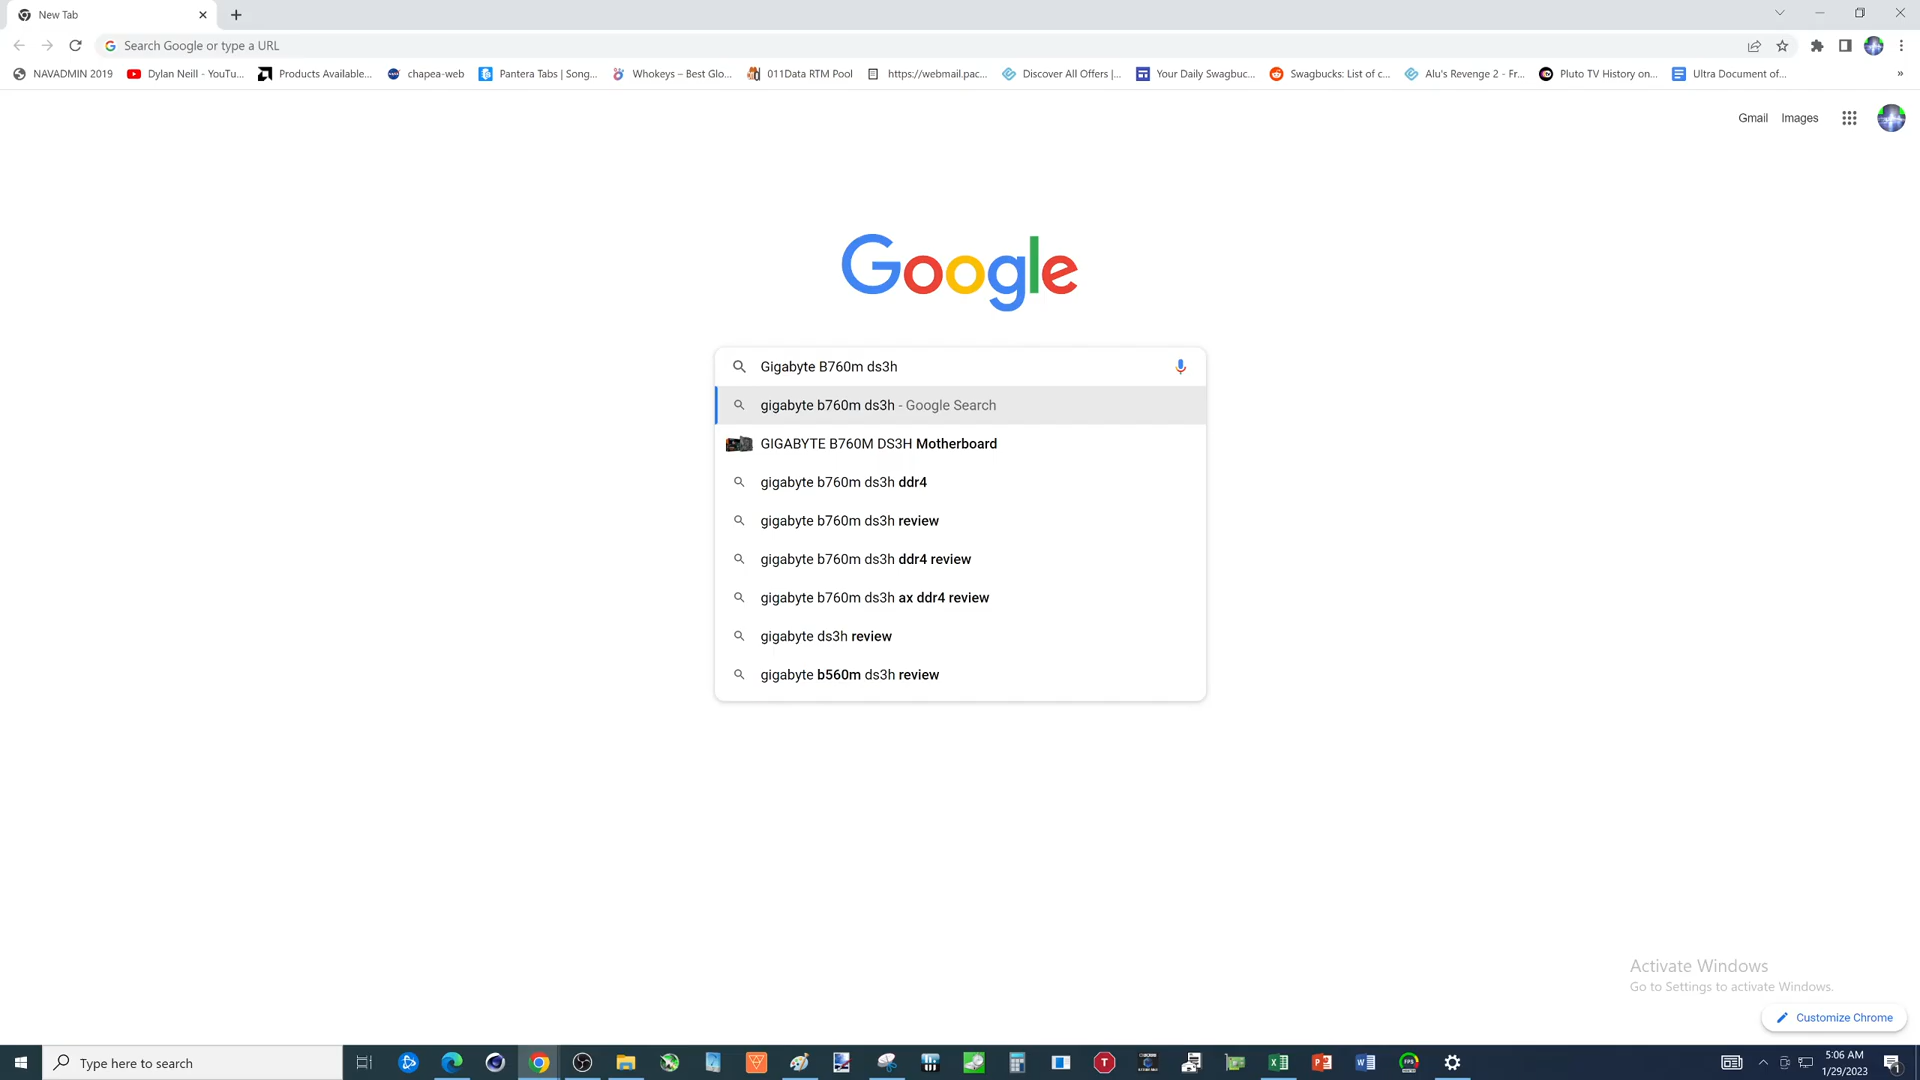 New Tab
Search Google or type a URL
NAVADMIN 2019 Dylan Neill - YouTu... Products Available... chapea-web Pantera Tabs | Song... Whokeys – Best Glo... 011Data RTM Pool https://webmail.pac... Discover All Offers |... Your Daily Swagbuc... Swagbucks: List of c... Alu's Revenge 2 - Fr... Pluto TV History on... Ultra Document of... »
Gmail Images
Google
Gigabyte B760m ds3h
gigabyte b760m ds3h - Google Search
GIGABYTE B760M DS3H Motherboard
gigabyte b760m ds3h ddr4
gigabyte b760m ds3h review
gigabyte b760m ds3h ddr4 review
gigabyte b760m ds3h ax ddr4 review
gigabyte ds3h review
gigabyte b560m ds3h review
Activate Windows
Go to Settings to activate Windows.
Customize Chrome
Type here to search
5:06 AM
1/29/2023
1